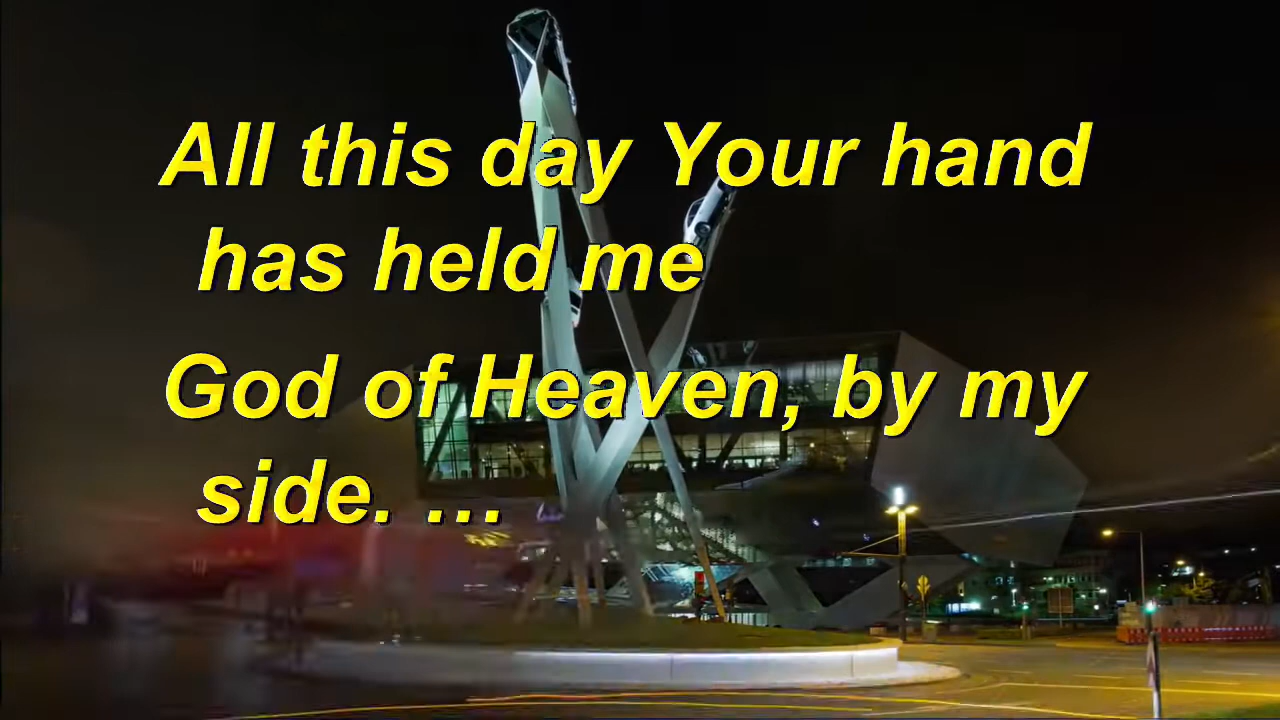 All this day Your hand
has held me
God of Heaven, by my
side. ...